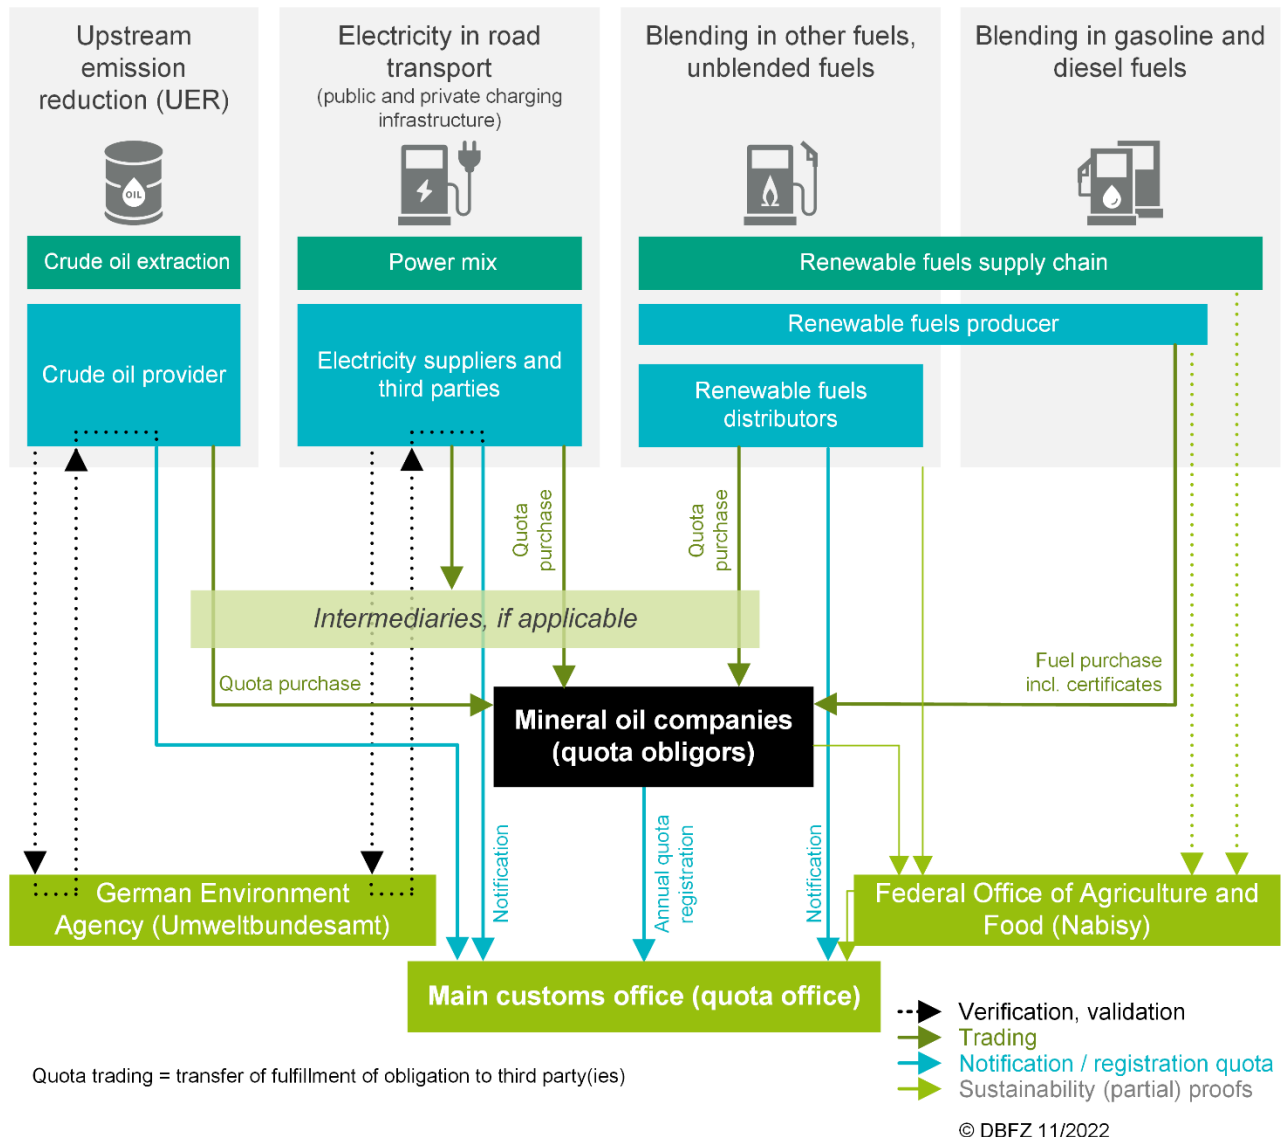 Upstream
emission
reduction (UER)
Electricity in road
transport
(public and private charging
infrastructure)
Blending in other fuels,
unblended fuels
Blending in gasoline and
diesel fuels
OIL
Crude oil extraction
Power mix
Renewable fuels supply chain
Renewable fuels producer
Crude oil provider
Electricity suppliers and
third parties
Renewable fuels
distributors
Quota
purchase
Quota
purchase
Intermediaries, if applicable
Quota purchase
Fuel purchase
incl. certificates
Mineral oil companies
(quota obligors)
Notification
Annual quota
registration
Notification
German Environment
Agency (Umweltbundesamt)
Federal Office of Agriculture and
Food (Nabisy)
Main customs office (quota office)
Verification, validation
Trading
Notification / registration quota
Sustainability (partial) proofs
Quota trading = transfer of fulfillment of obligation to third party(ies)
© DBFZ 11/2022